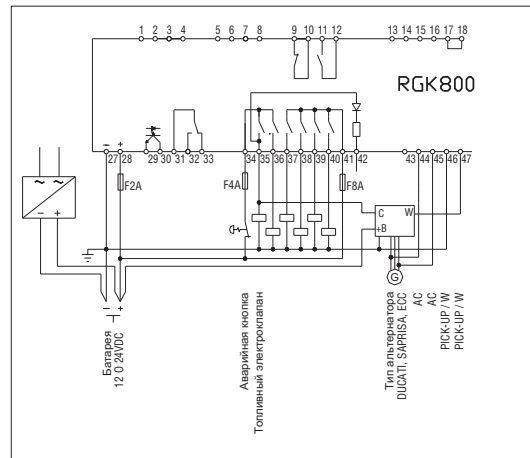 1 2 3 4 5 6 7 8 9 10 11 12 13 14 15 16 17 18
RGK800
– +
27 28 29 30 31 32 33 34 35 36 37 38 39 40 41 42 43 44 45 46 47
F2A
F4A
F8A
~ ~
– +
C W
+B
G
– +
Батарея
12 O 24VDC
Аварийная кнопка
Топливный электроклапан
Тип альтернатора
DUCATI, SAPRISA, ECC
AC
AC
PICK-UP / W
PICK-UP / W